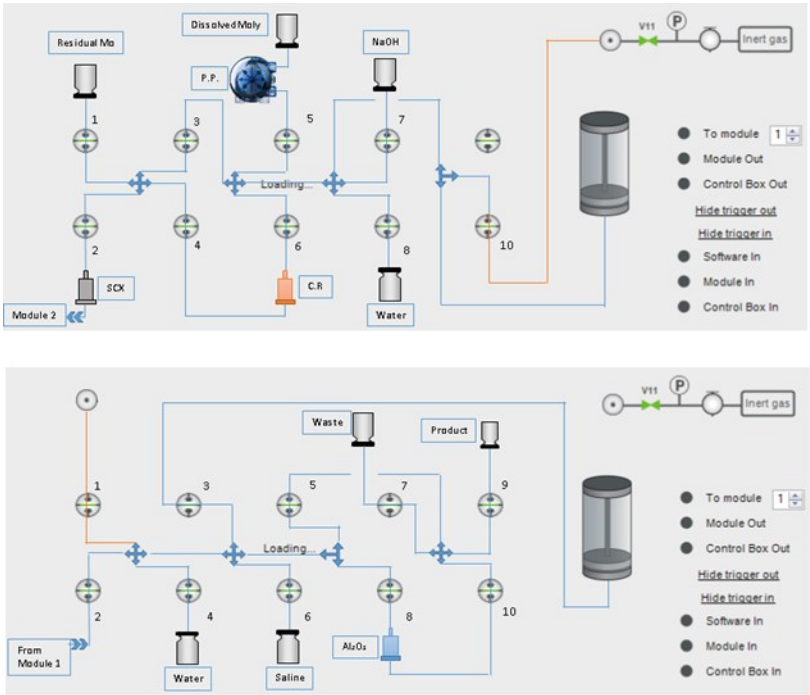 Dissolved Moly
Residual Mo
NaOH
V11
P
Inert gas
P.P.
1
3
5
7
To module 1
Module Out
Control Box Out
Loading...
Hide trigger out
Hide trigger in
2
4
6
8
10
Software In
SCX
C.R
Module In
Module 2
Water
Control Box In
V11
P
Inert gas
Waste
Product
1
3
5
7
9
To module 1
Module Out
Control Box Out
Loading...
Hide trigger out
Hide trigger in
2
4
6
8
10
Software In
From
Module 1
Al₂O₃
Module In
Water
Saline
Control Box In